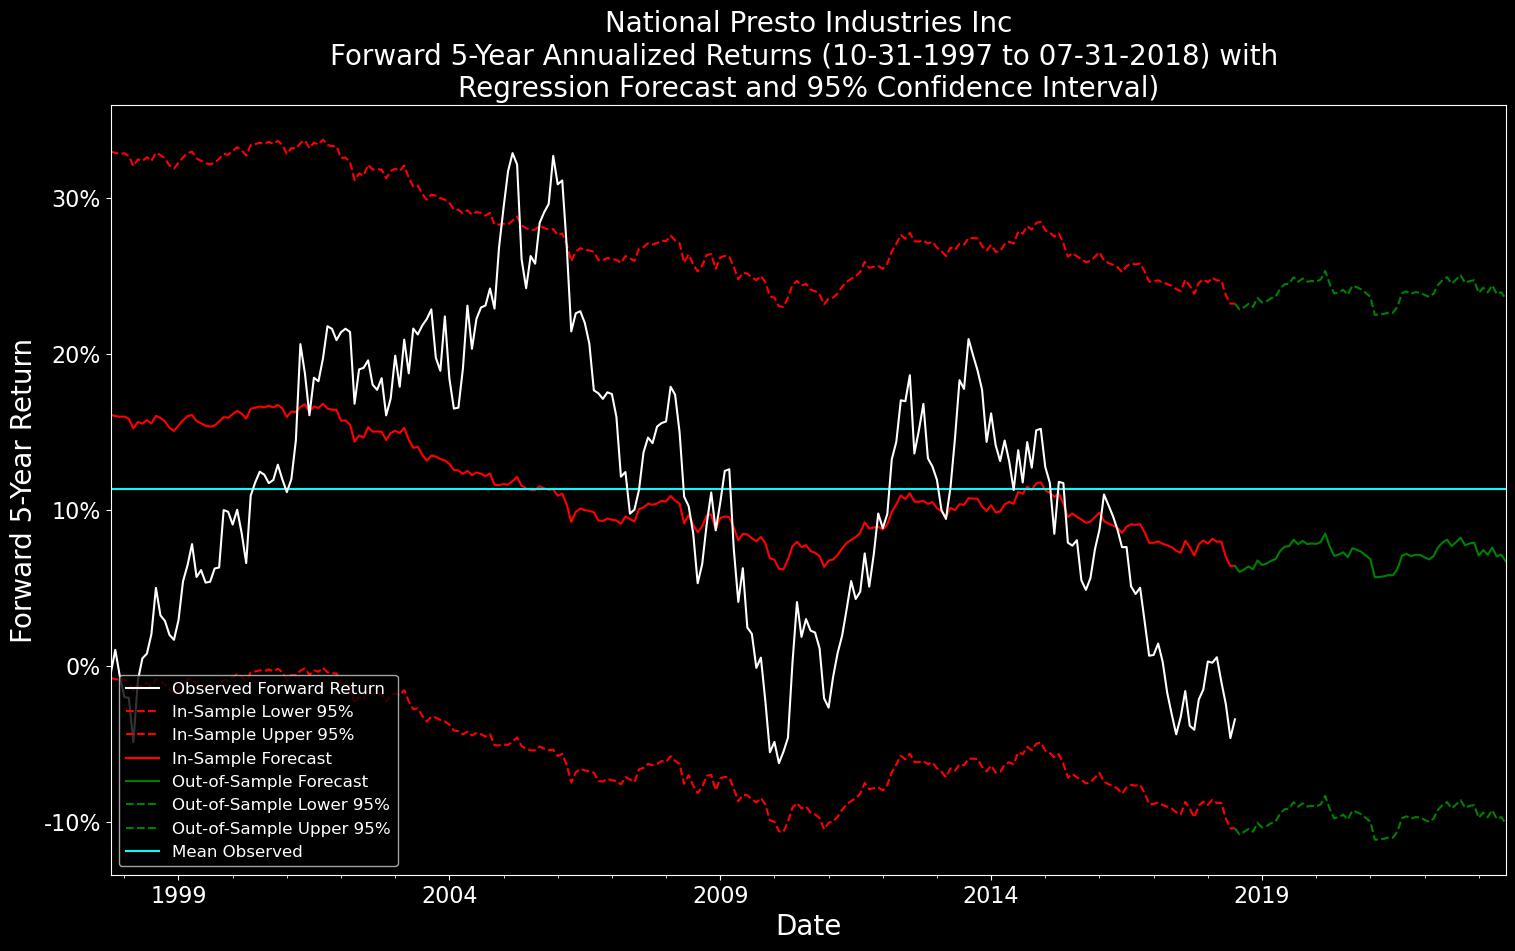 National Presto Industries Inc
Forward 5-Year Annualized Returns (10-31-1997 to 07-31-2018) with
Regression Forecast and 95% Confidence Interval)
Forward 5-Year Return
30%
20%
10%
0%
-10%
Observed Forward Return
In-Sample Lower 95%
In-Sample Upper 95%
In-Sample Forecast
Out-of-Sample Forecast
Out-of-Sample Lower 95%
Out-of-Sample Upper 95%
Mean Observed
1999
2004
2009
2014
2019
Date